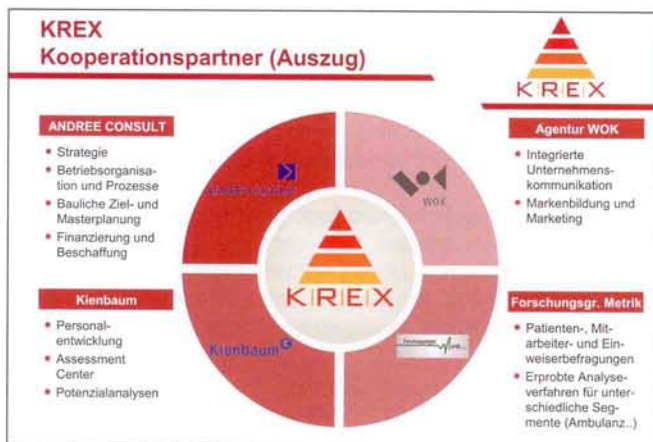 KREX
Kooperationspartner (Auszug)
K|R|E|X
ANDREE CONSULT
• Strategie
• Betriebsorganisa-
tion und Prozesse
• Bauliche Ziel- und
Masterplanung
• Finanzierung und
Beschaffung
Agentur WOK
• Integrierte
Unternehmens-
kommunikation
• Markenbildung und
Marketing
WOK
K|R|E|X
Kienbaum
Kienbaum
• Personal-
entwicklung
• Assessment
Center
• Potenzialanalysen
Forschungsgr. Metrik
• Patienten-, Mit-
arbeiter- und Ein-
weiserbefragungen
• Erprobte Analyse-
verfahren für unter-
schiedliche Seg-
mente (Ambulanz..)